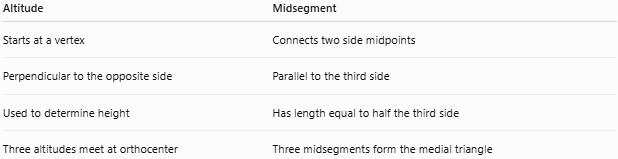 Altitude Midsegment
Starts at a vertex Connects two side midpoints
Perpendicular to the opposite side Parallel to the third side
Used to determine height Has length equal to half the third side
Three altitudes meet at orthocenter Three midsegments form the medial triangle